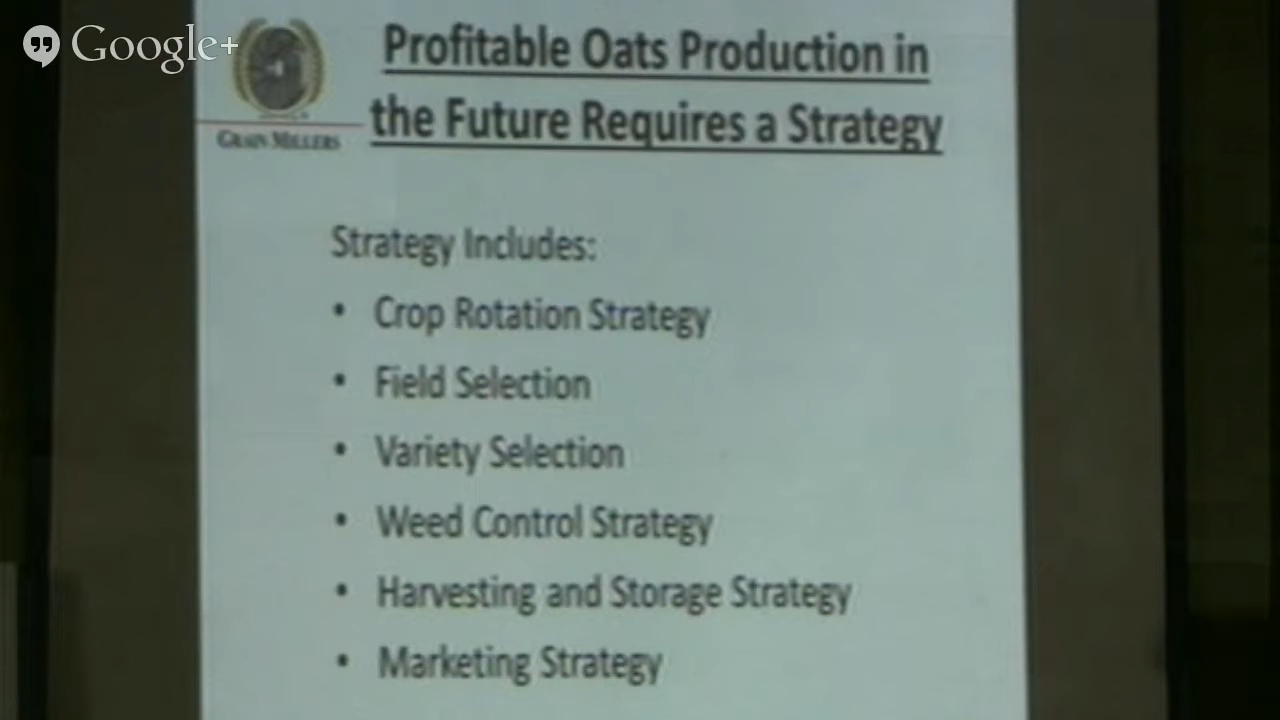 Google+
Profitable Oats Production in
the Future Requires a Strategy
GRAIN MILLERS
Strategy Includes:
• Crop Rotation Strategy
• Field Selection
• Variety Selection
• Weed Control Strategy
• Harvesting and Storage Strategy
• Marketing Strategy